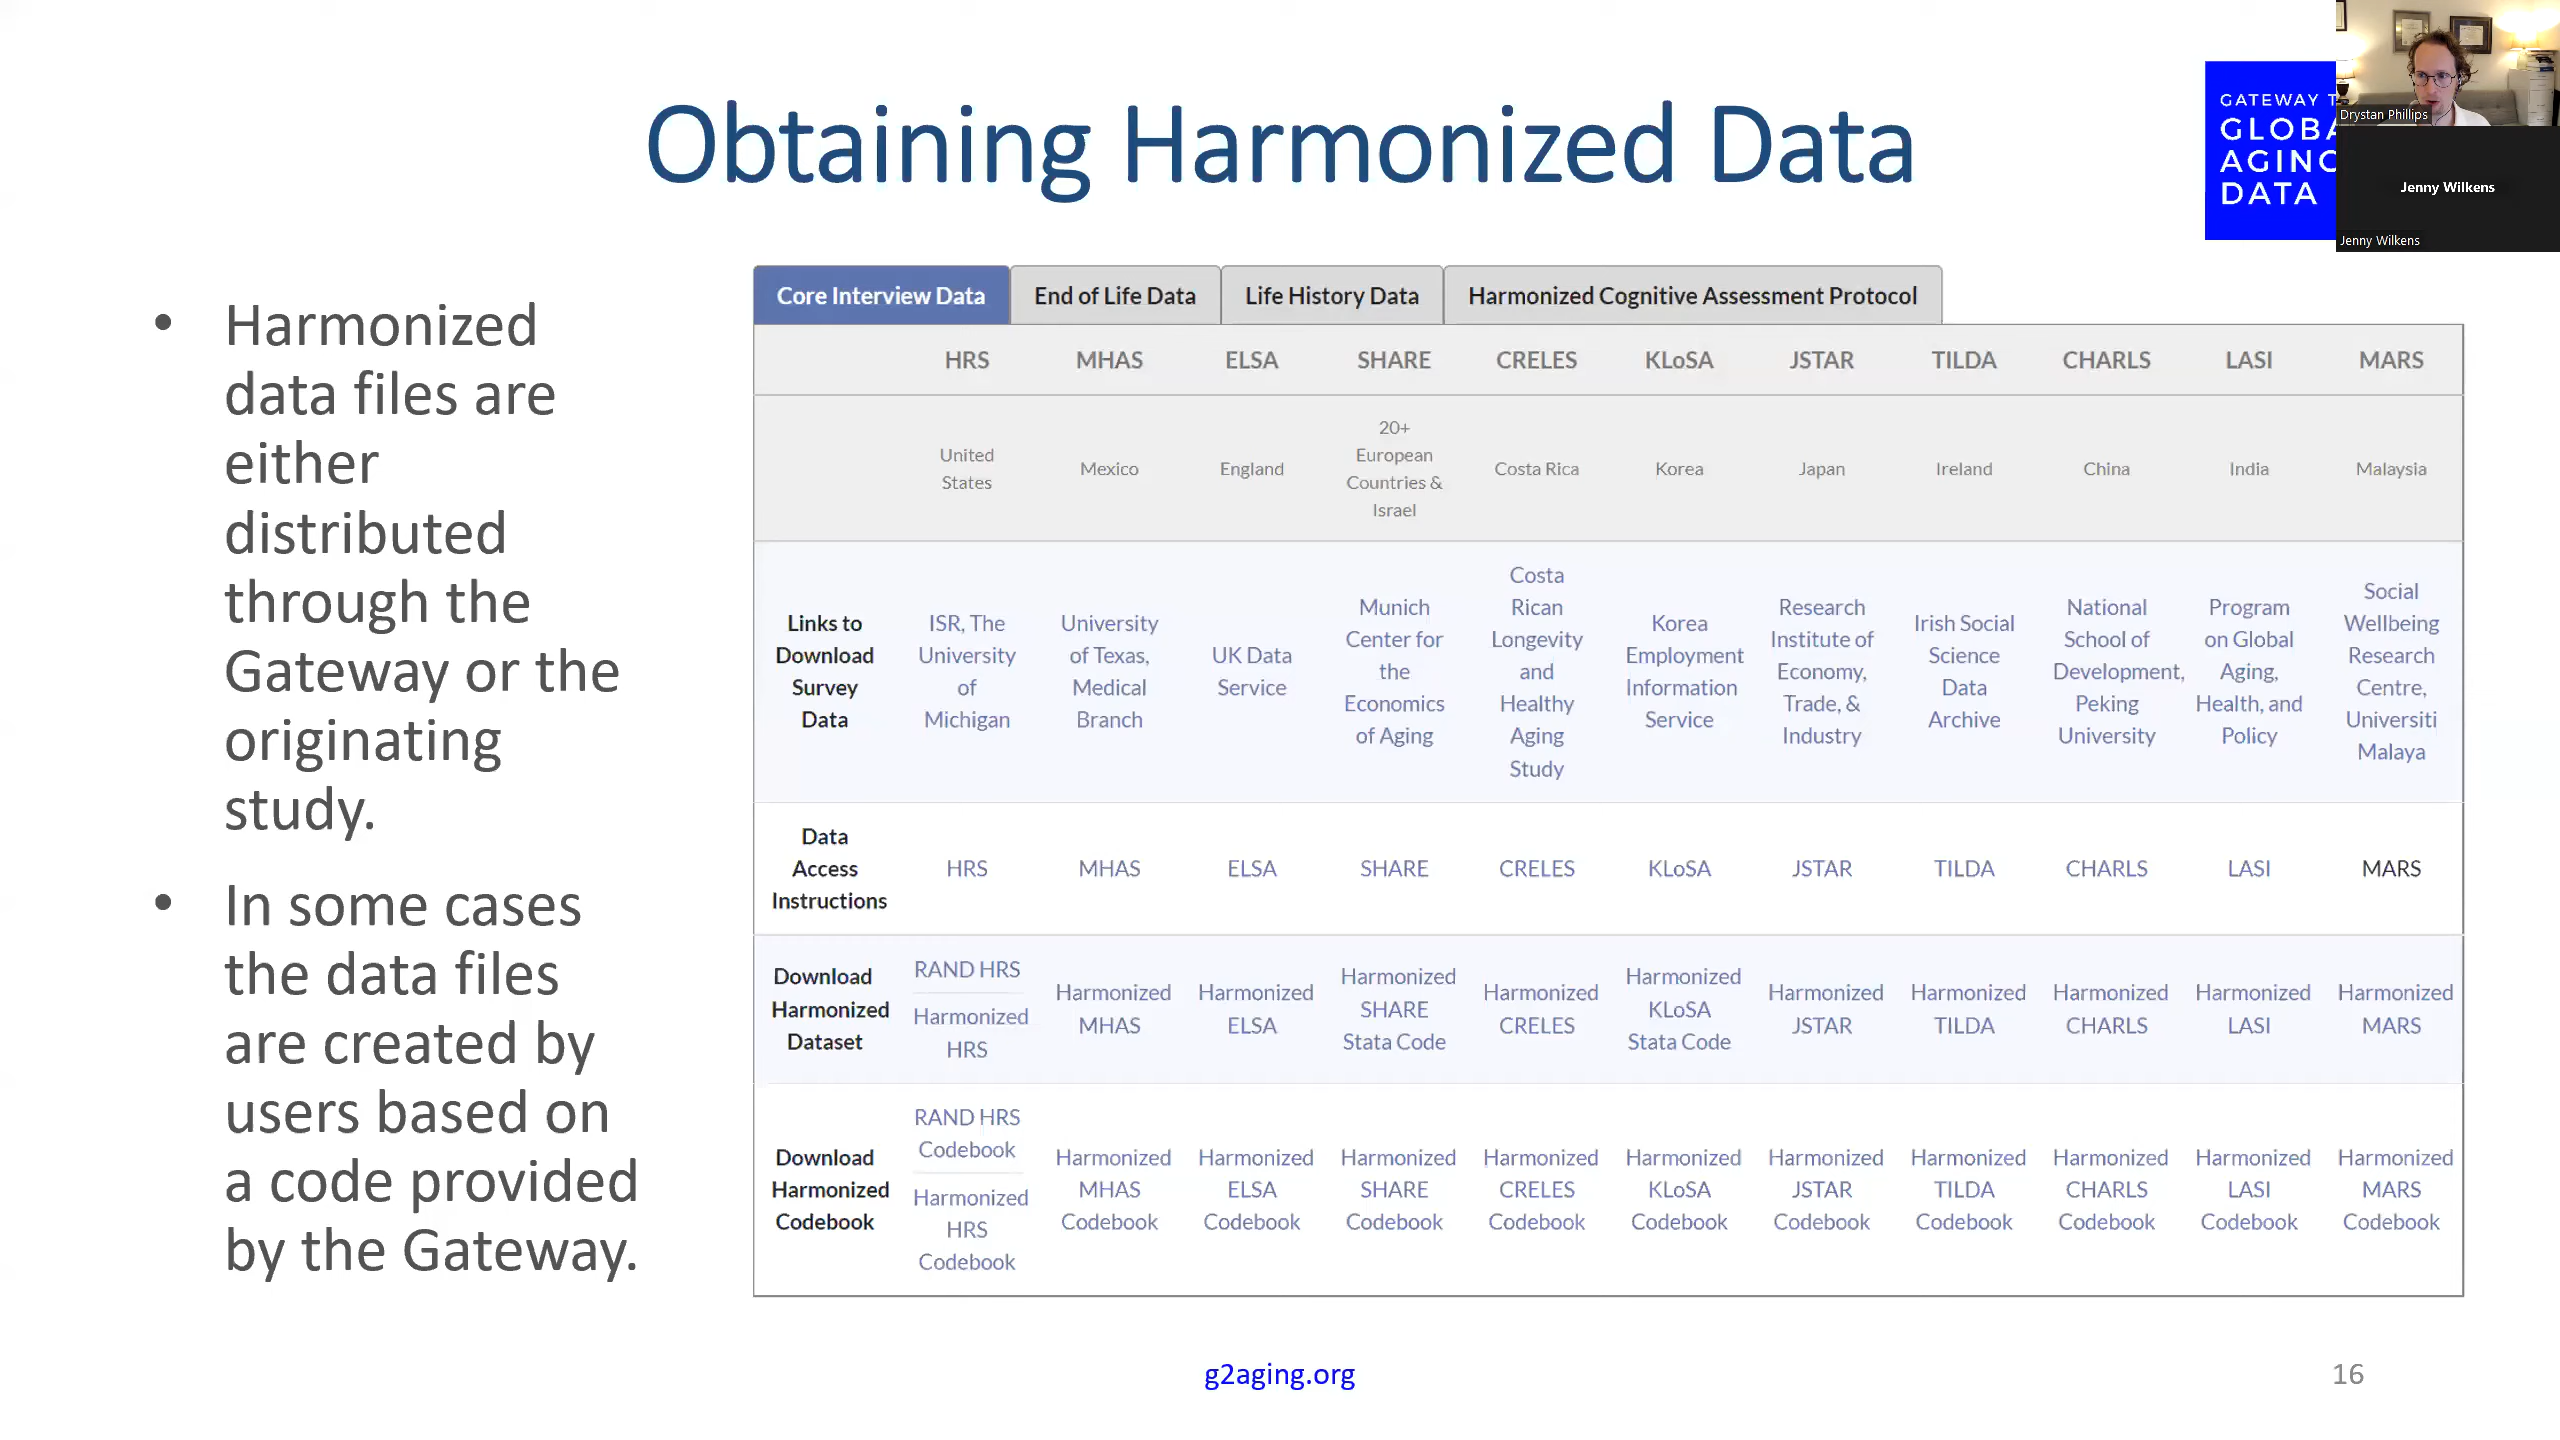 Obtaining Harmonized Data
GATEWAY T
GLOBA
AGING
DATA
Drystan Phillips
Jenny Wilkens
Jenny Wilkens
• Harmonized
data files are
either
distributed
through the
Gateway or the
originating
study.
• In some cases
the data files
are created by
users based on
a code provided
by the Gateway.
Core Interview Data End of Life Data Life History Data Harmonized Cognitive Assessment Protocol
HRS MHAS ELSA SHARE CRELES KLoSA JSTAR TILDA CHARLS LASI MARS
United
States
Mexico
England
20+
European
Countries &
Israel
Costa Rica
Korea
Japan
Ireland
China
India
Malaysia
Links to
Download
Survey
Data
ISR, The
University
of
Michigan
University
of Texas,
Medical
Branch
UK Data
Service
Munich
Center for
the
Economics
of Aging
Costa
Rican
Longevity
and
Healthy
Aging
Study
Korea
Employment
Information
Service
Research
Institute of
Economy,
Trade, &
Industry
Irish Social
Science
Data
Archive
National
School of
Development,
Peking
University
Program
on Global
Aging,
Health, and
Policy
Social
Wellbeing
Research
Centre,
Universiti
Malaya
Data
Access
Instructions
HRS MHAS ELSA SHARE CRELES KLoSA JSTAR TILDA CHARLS LASI MARS
Download
Harmonized
Dataset
RAND HRS
Harmonized
HRS
Harmonized
MHAS
Harmonized
ELSA
Harmonized
SHARE
Stata Code
Harmonized
CRELES
Harmonized
KLoSA
Stata Code
Harmonized
JSTAR
Harmonized
TILDA
Harmonized
CHARLS
Harmonized
LASI
Harmonized
MARS
Download
Harmonized
Codebook
RAND HRS
Codebook
Harmonized
HRS
Codebook
Harmonized
MHAS
Codebook
Harmonized
ELSA
Codebook
Harmonized
SHARE
Codebook
Harmonized
CRELES
Codebook
Harmonized
KLoSA
Codebook
Harmonized
JSTAR
Codebook
Harmonized
TILDA
Codebook
Harmonized
CHARLS
Codebook
Harmonized
LASI
Codebook
Harmonized
MARS
Codebook
g2aging.org
16